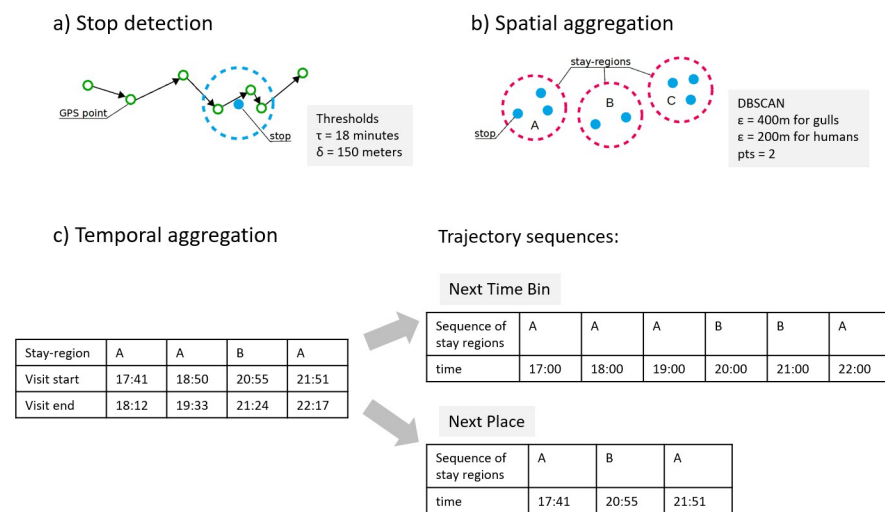 a) Stop detection
GPS point
stop
Thresholds
τ = 18 minutes
δ = 150 meters
b) Spatial aggregation
stay-regions
stop
A
B
C
DBSCAN
ε = 400m for gulls
ε = 200m for humans
pts = 2
c) Temporal aggregation
Stay-region A A B A
Visit start 17:41 18:50 20:55 21:51
Visit end 18:12 19:33 21:24 22:17
Trajectory sequences:
Next Time Bin
Sequence of A A A B B A
stay regions
time 17:00 18:00 19:00 20:00 21:00 22:00
Next Place
Sequence of A B A
stay regions
time 17:41 20:55 21:51